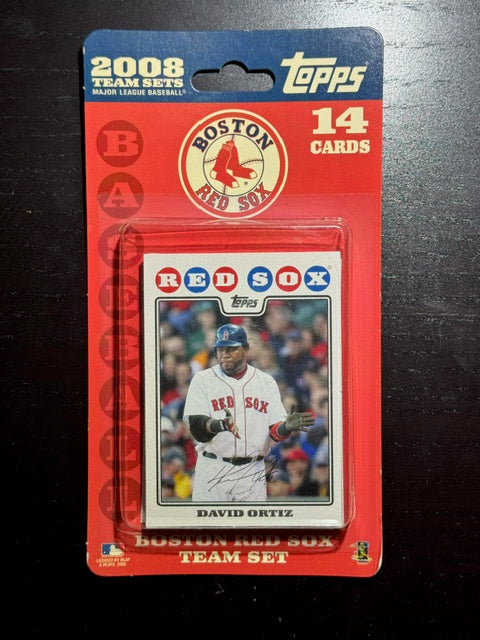 2008
TEAM SETS
MAJOR LEAGUE BASEBALL®
Topps
14
CARDS
BOSTON
RED SOX
BASEBALL
RED SOX
Topps
RED SOX
DAVID ORTIZ
BOSTON RED SOX
TEAM SET